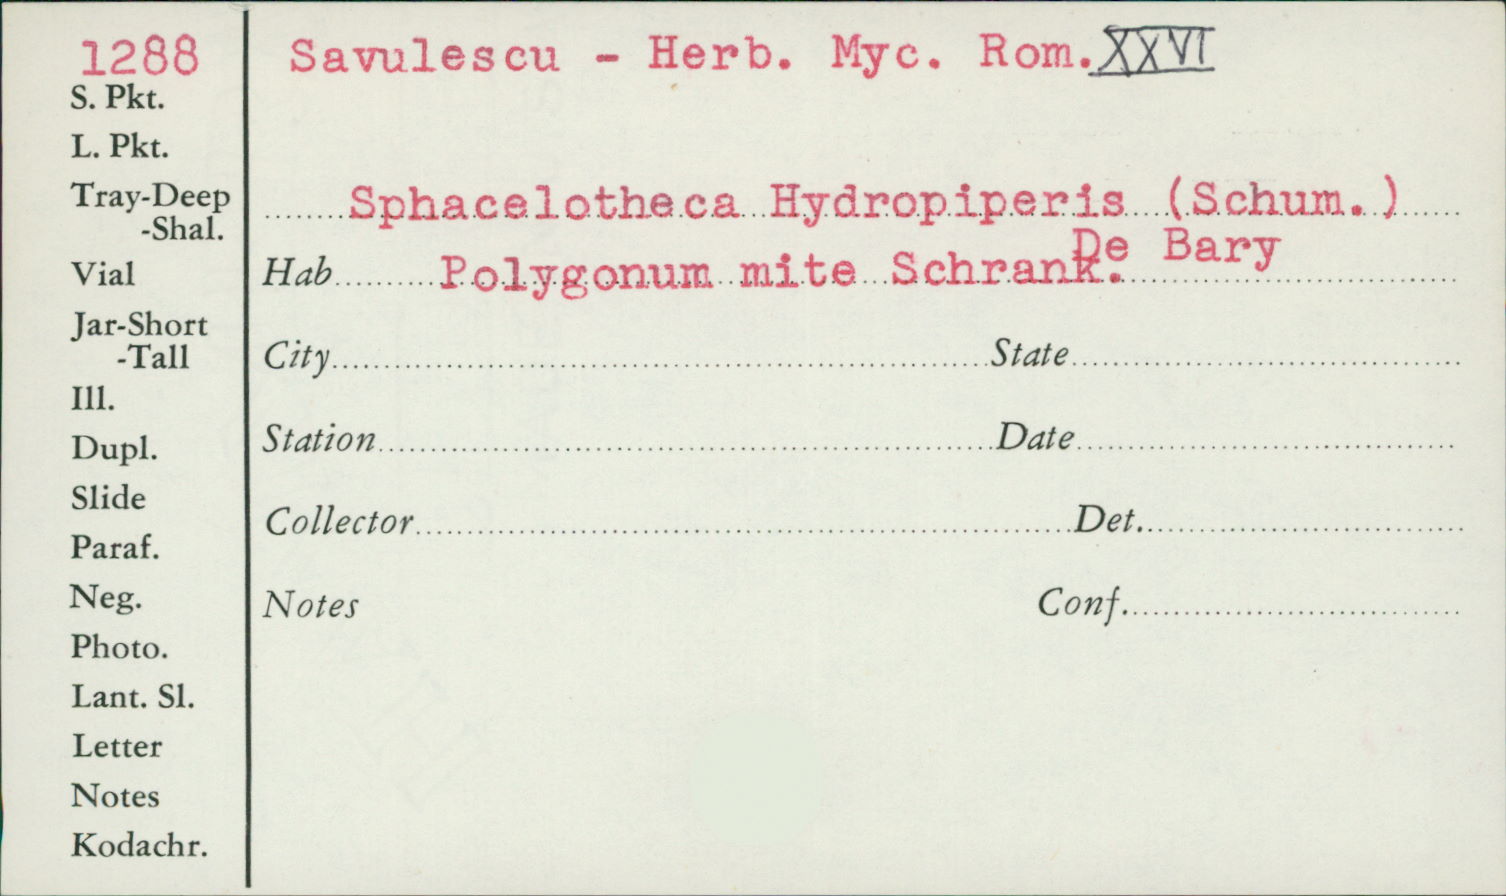 1288
S. Pkt.
L. Pkt.
Tray-Deep
-Shal.
Vial
Jar-Short
-Tall
Ill.
Dupl.
Slide
Paraf.
Neg.
Photo.
Lant. Sl.
Letter
Notes
Kodachr.
Savulescu - Herb. Myc. Rom. XXVI
Sphacelotheca Hydropiperis (Schum.)
De Bary
Hab Polygonum mite Schrank.
City State
Station Date
Collector Det.
Notes Conf.